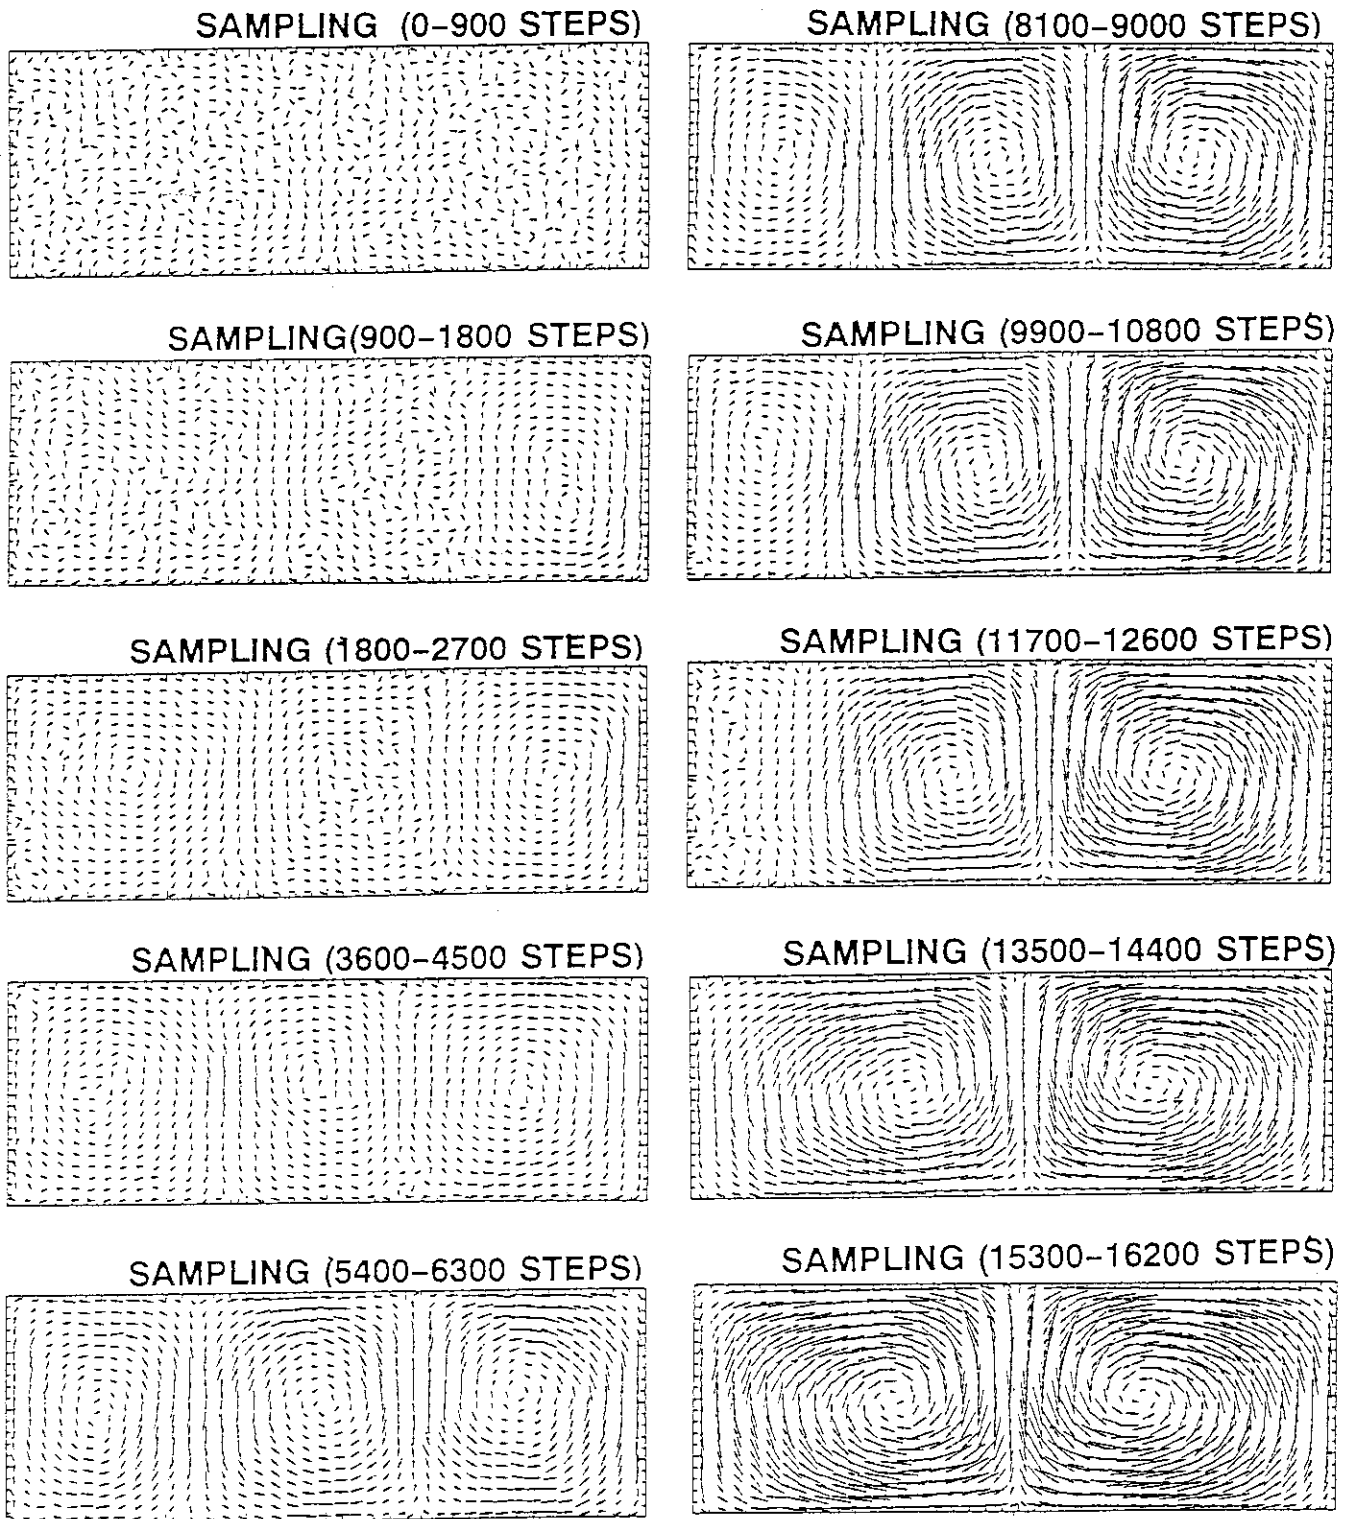 SAMPLING (0-900 STEPS)
SAMPLING(900-1800 STEPS)
SAMPLING (1800-2700 STEPS)
SAMPLING (3600-4500 STEPS)
SAMPLING (5400-6300 STEPS)
SAMPLING (8100-9000 STEPS)
SAMPLING (9900-10800 STEPS)
SAMPLING (11700-12600 STEPS)
SAMPLING (13500-14400 STEPS)
SAMPLING (15300-16200 STEPS)